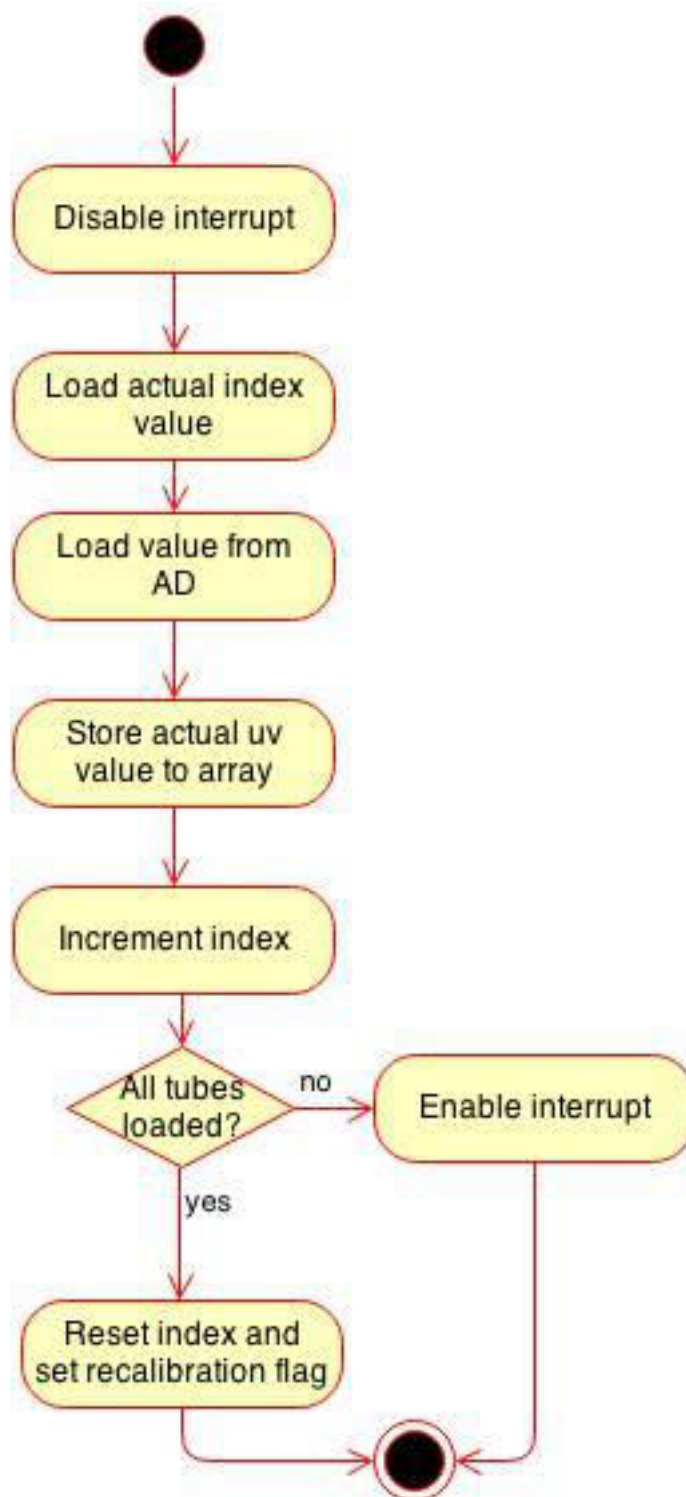 Disable interrupt
Load actual index
value
Load value from
AD
Store actual uv
value to array
Increment index
All tubes
loaded?
no
Enable interrupt
yes
Reset index and
set recalibration flag